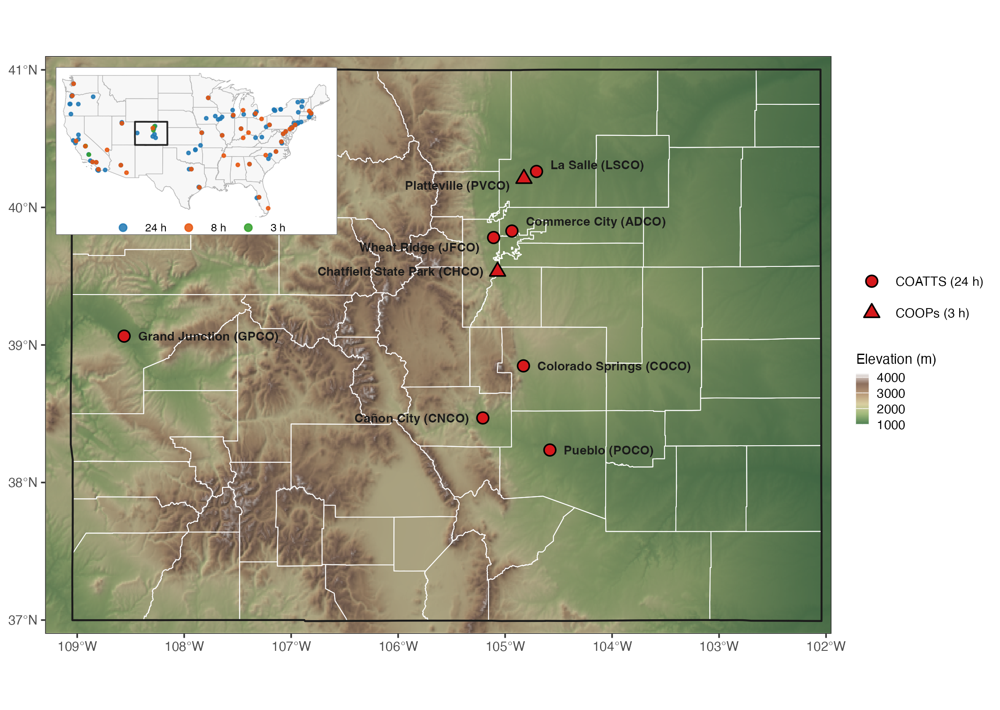 41°N
40°N
39°N
38°N
37°N
24 h
8 h
3 h
La Salle (LSCO)
Platteville (PVCO)
Commerce City (ADCO)
Wheat Ridge (JFCO)
Chatfield State Park (CHCO)
Grand Junction (GPCO)
Colorado Springs (COCO)
Cañon City (CNCO)
Pueblo (POCO)
109°W
108°W
107°W
106°W
105°W
104°W
103°W
102°W
COATTS (24 h)
COOPs (3 h)
Elevation (m)
4000
3000
2000
1000